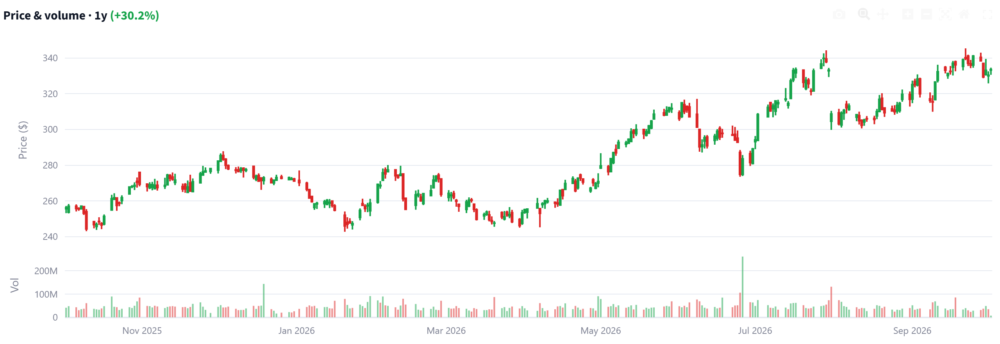 Price & volume · 1y (+30.2%)
340
320
300
280
260
240
Price ($)
200M
100M
0
Vol
Nov 2025
Jan 2026
Mar 2026
May 2026
Jul 2026
Sep 2026